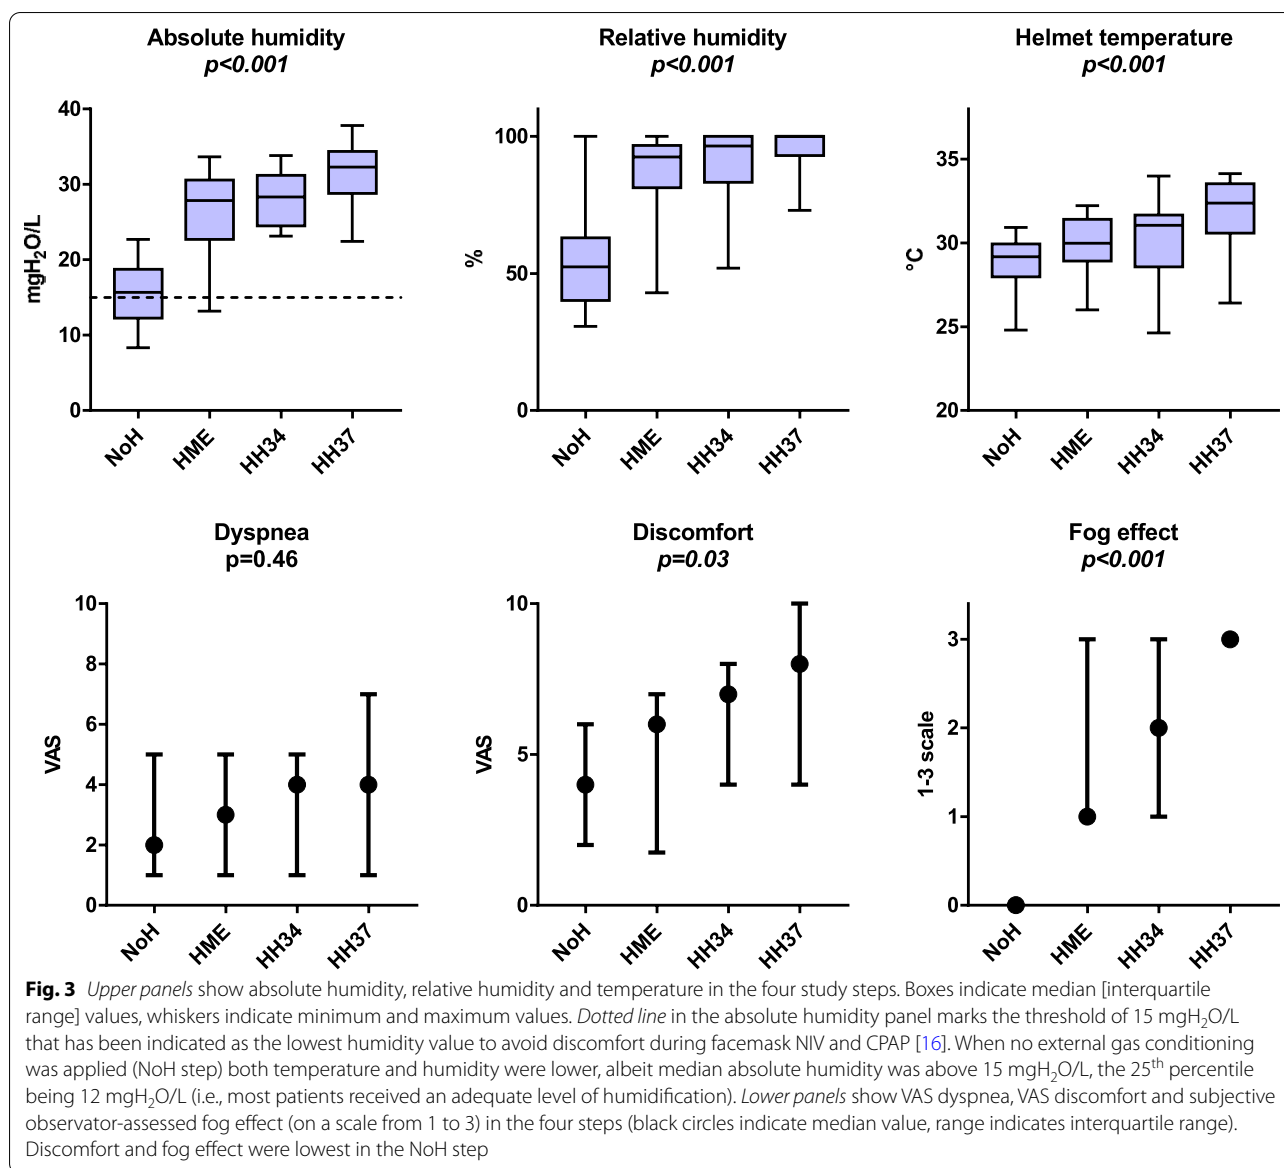 Absolute humidity
p<0.001
40
30
20
10
0
mgH2O/L
NoH
HME
HH34
HH37
Relative humidity
p<0.001
100
50
0
%
NoH
HME
HH34
HH37
Helmet temperature
p<0.001
35
30
25
20
°C
NoH
HME
HH34
HH37
Dyspnea
p=0.46
10
8
6
4
2
0
VAS
NoH
HME
HH34
HH37
Discomfort
p=0.03
10
5
0
VAS
NoH
HME
HH34
HH37
Fog effect
p<0.001
3
2
1
0
1-3 scale
NoH
HME
HH34
HH37
Fig. 3 Upper panels show absolute humidity, relative humidity and temperature in the four study steps. Boxes indicate median [interquartile
range] values, whiskers indicate minimum and maximum values. Dotted line in the absolute humidity panel marks the threshold of 15 mgH2O/L
that has been indicated as the lowest humidity value to avoid discomfort during facemask NIV and CPAP [16]. When no external gas conditioning
was applied (NoH step) both temperature and humidity were lower, albeit median absolute humidity was above 15 mgH2O/L, the 25th percentile
being 12 mgH2O/L (i.e., most patients received an adequate level of humidification). Lower panels show VAS dyspnea, VAS discomfort and subjective
observator-assessed fog effect (on a scale from 1 to 3) in the four steps (black circles indicate median value, range indicates interquartile range).
Discomfort and fog effect were lowest in the NoH step